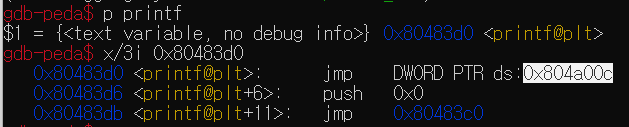 gdb-peda$ p printf
$1 = {<text variable, no debug info>} 0x80483d0 <printf@plt>
gdb-peda$ x/3i 0x80483d0
0x80483d0 <printf@plt>: jmp DWORD PTR ds:0x804a00c
0x80483d6 <printf@plt+6>: push 0x0
0x80483db <printf@plt+11>: jmp 0x80483c0